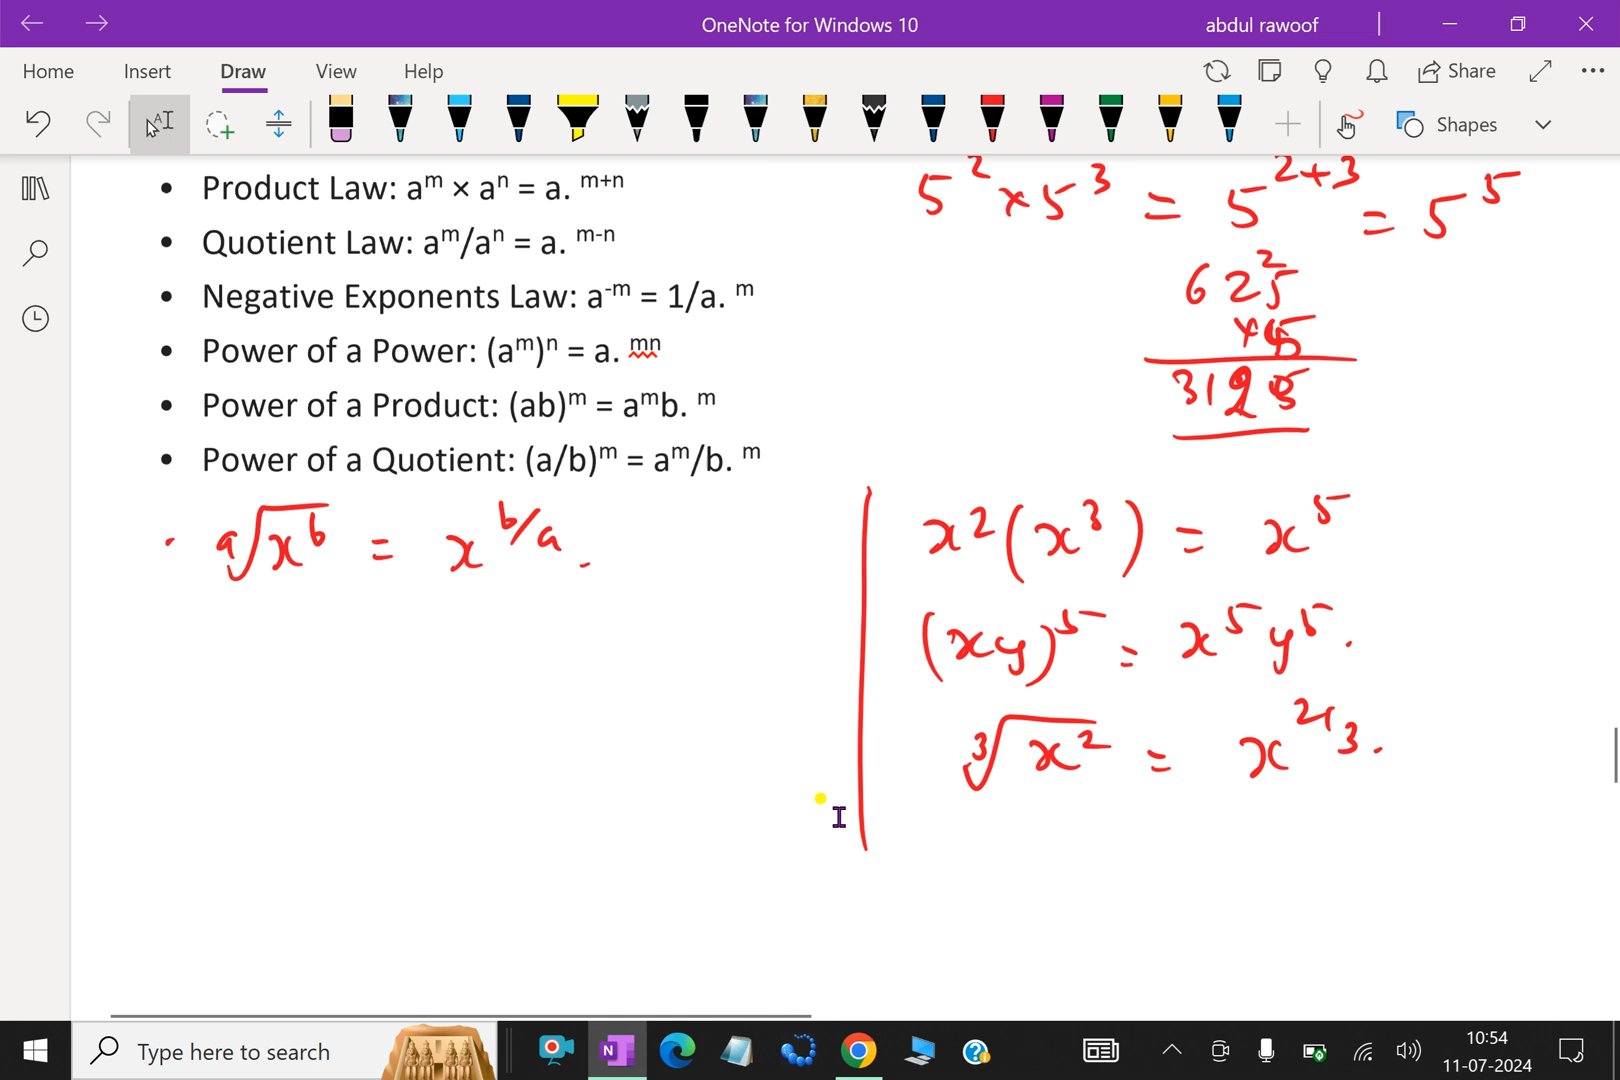 OneNote for Windows 10
abdul rawoof
Home Insert Draw View Help
Share
Shapes
• Product Law: aᵐ × aⁿ = a. ᵐ⁺ⁿ
• Quotient Law: aᵐ/aⁿ = a. ᵐ⁻ⁿ
• Negative Exponents Law: a⁻ᵐ = 1/a. ᵐ
• Power of a Power: (aᵐ)ⁿ = a. ᵐⁿ
• Power of a Product: (ab)ᵐ = aᵐb. ᵐ
• Power of a Quotient: (a/b)ᵐ = aᵐ/b. ᵐ
· ᵃ√xᵇ = x^b/a .
5² × 5³ = 5²⁺³ = 5⁵
2
625
×5
3125
x²(x³) = x⁵
(xy)⁵ = x⁵y⁵.
³√x² = x^2/3.
Type here to search
10:54
11-07-2024